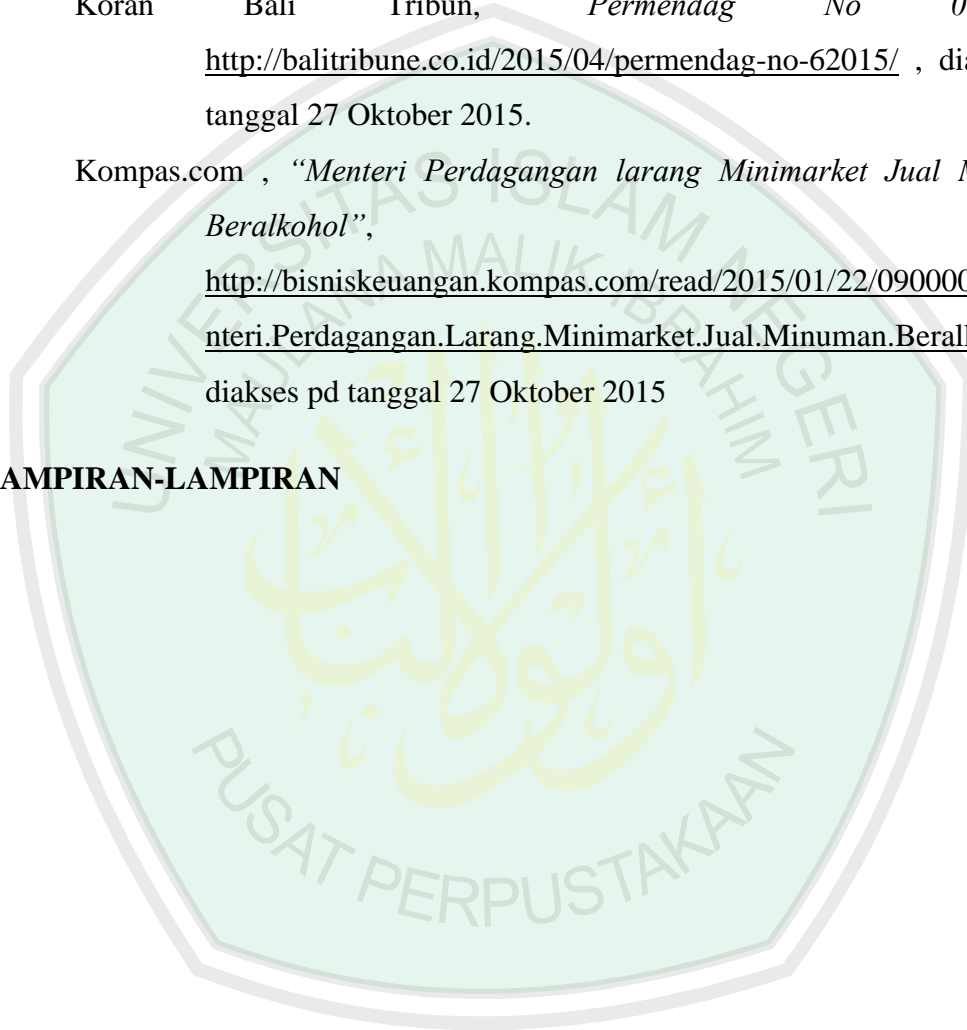 Koran Bali Tribun, Permendag No 0
http://balitribune.co.id/2015/04/permendag-no-62015/ , dia
tanggal 27 Oktober 2015.
Kompas.com , “Menteri Perdagangan larang Minimarket Jual M
Beralkohol”,
http://bisniskeuangan.kompas.com/read/2015/01/22/090000
nteri.Perdagangan.Larang.Minimarket.Jual.Minuman.Beral
diakses pd tanggal 27 Oktober 2015
AMPIRAN-LAMPIRAN
UNIVERSITAS ISLAM NEGERI
MAULANA MALIK IBRAHIM
PUSAT PERPUSTAKAAN